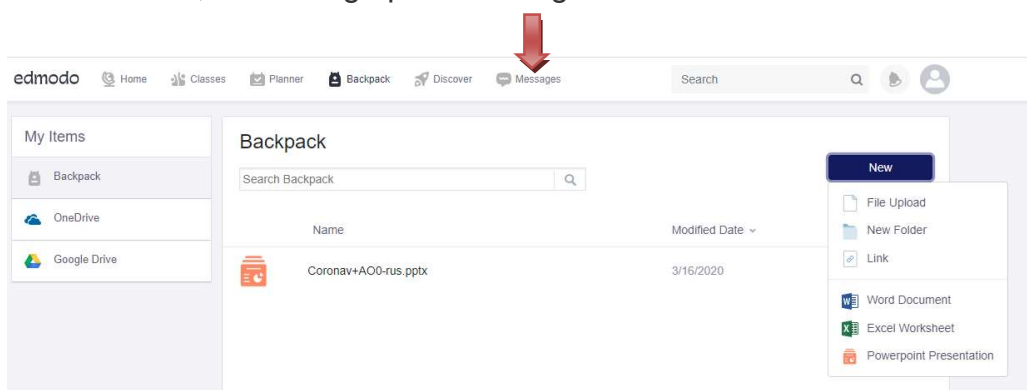 edmodo Home Classes Planner Backpack Discover Messages Search
My Items
Backpack
OneDrive
Google Drive
Backpack
Search Backpack
New
Name Modified Date
Coronav+AO0-rus.pptx 3/16/2020
File Upload
New Folder
Link
Word Document
Excel Worksheet
Powerpoint Presentation